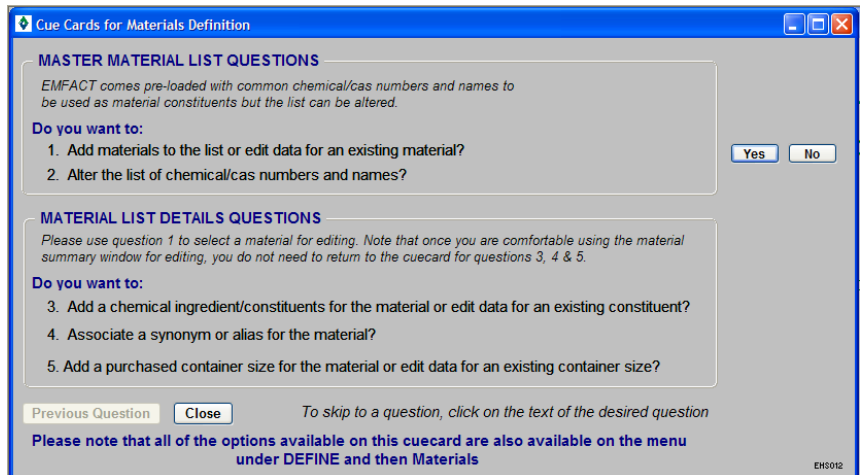 Cue Cards for Materials Definition
MASTER MATERIAL LIST QUESTIONS
EMFACT comes pre-loaded with common chemical/cas numbers and names to
be used as material constituents but the list can be altered.
Do you want to:
1. Add materials to the list or edit data for an existing material?
Yes No
2. Alter the list of chemical/cas numbers and names?
MATERIAL LIST DETAILS QUESTIONS
Please use question 1 to select a material for editing. Note that once you are comfortable using the material
summary window for editing, you do not need to return to the cuecard for questions 3, 4 & 5.
Do you want to:
3. Add a chemical ingredient/constituents for the material or edit data for an existing constituent?
4. Associate a synonym or alias for the material?
5. Add a purchased container size for the material or edit data for an existing container size?
Previous Question Close To skip to a question, click on the text of the desired question
Please note that all of the options available on this cuecard are also available on the menu
under DEFINE and then Materials
EHS012